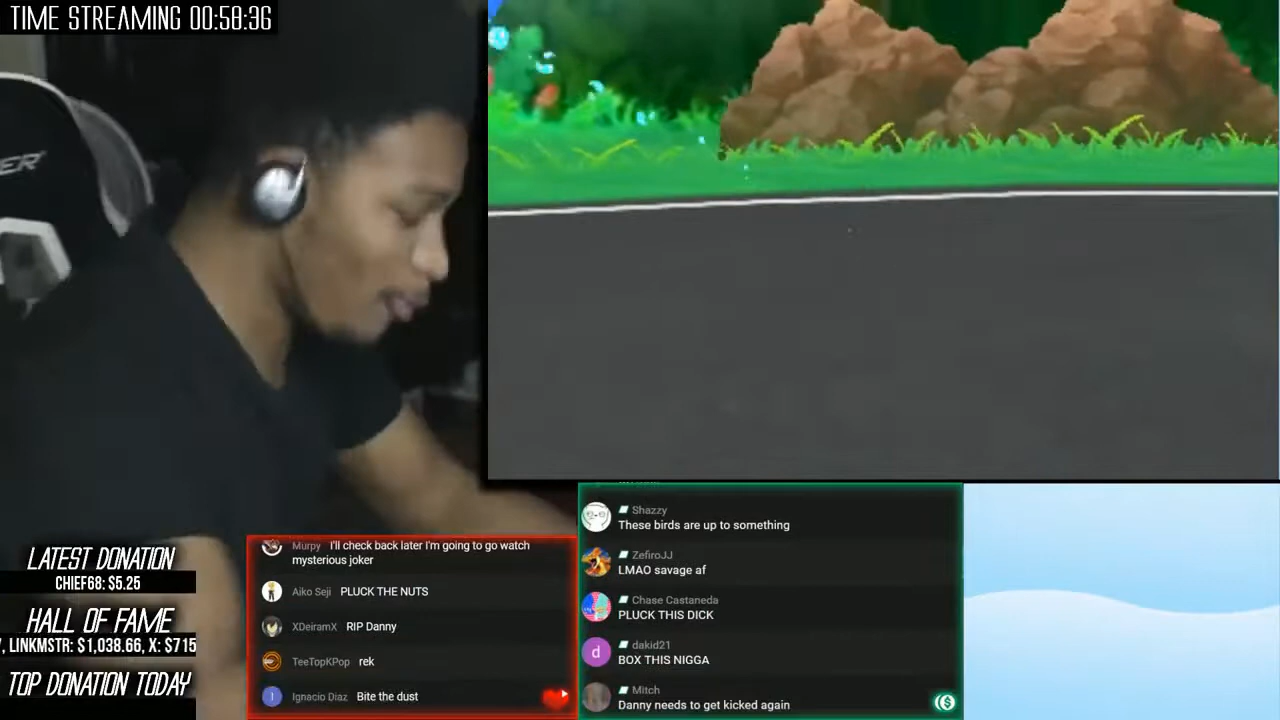 TIME STREAMING 00:58:36
LATEST DONATION
CHIEF68: $5.25
HALL OF FAME
, LINKMSTR: $1,038.66, X: $715
TOP DONATION TODAY
Murpy I'll check back later I'm going to go watch
mysterious joker
Aiko Seji PLUCK THE NUTS
XDeiramX RIP Danny
TeeTopKPop rek
I Ignacio Diaz Bite the dust
Shazzy
These birds are up to something
ZefiroJJ
LMAO savage af
Chase Castaneda
PLUCK THIS DICK
d dakid21
BOX THIS NIGGA
Mitch
Danny needs to get kicked again